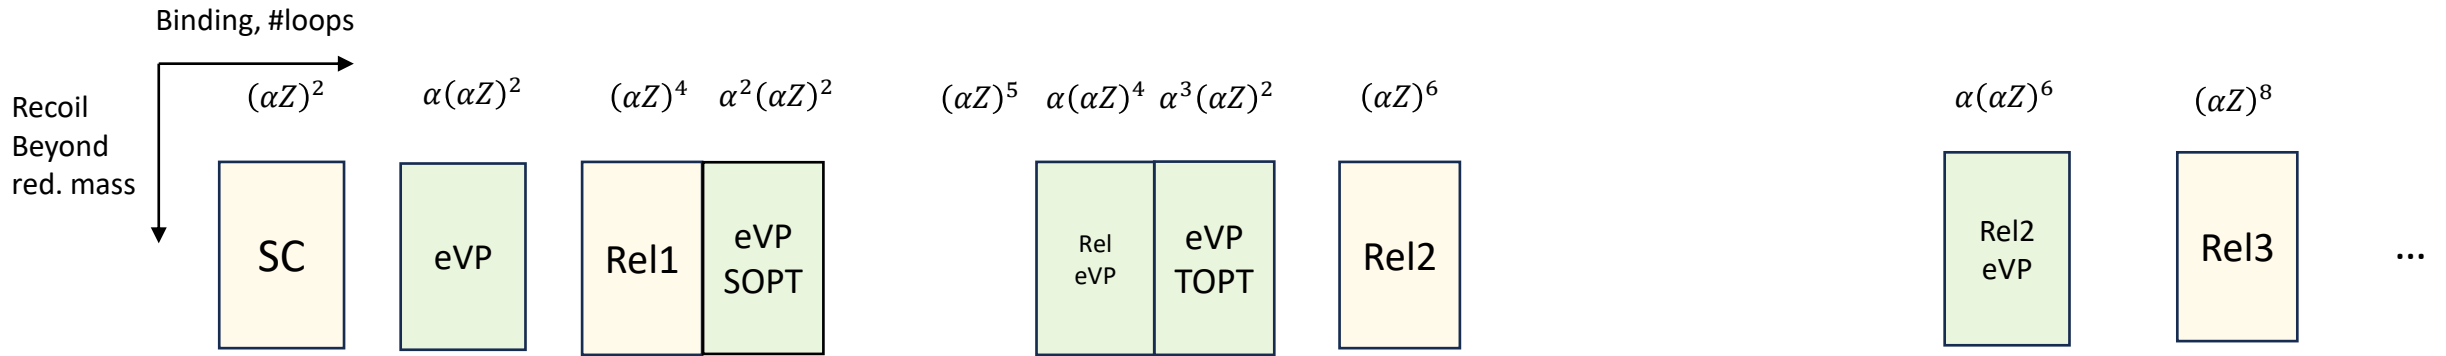 Binding, #loops
Recoil
Beyond
red. mass
(𝛼𝑍)² 𝛼(𝛼𝑍)² (𝛼𝑍)⁴ 𝛼²(𝛼𝑍)² (𝛼𝑍)⁵ 𝛼(𝛼𝑍)⁴ 𝛼³(𝛼𝑍)² (𝛼𝑍)⁶ 𝛼(𝛼𝑍)⁶ (𝛼𝑍)⁸
SC
eVP
Rel1
eVP
SOPT
Rel
eVP
eVP
TOPT
Rel2
Rel2
eVP
Rel3
...